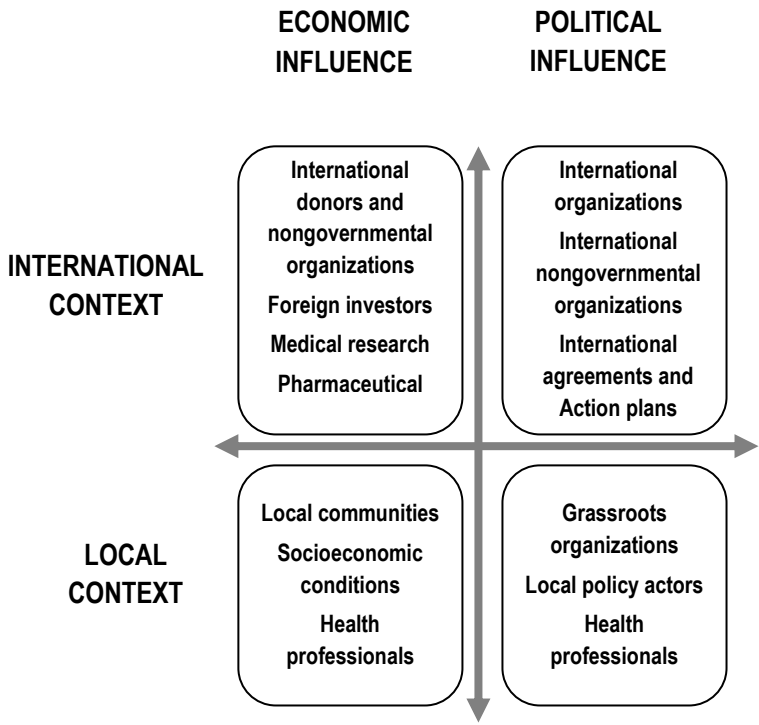 ECONOMIC
INFLUENCE
POLITICAL
INFLUENCE
INTERNATIONAL
CONTEXT
International
donors and
nongovernmental
organizations
Foreign investors
Medical research
Pharmaceutical
International
organizations
International
nongovernmental
organizations
International
agreements and
Action plans
LOCAL
CONTEXT
Local communities
Socioeconomic
conditions
Health
professionals
Grassroots
organizations
Local policy actors
Health
professionals